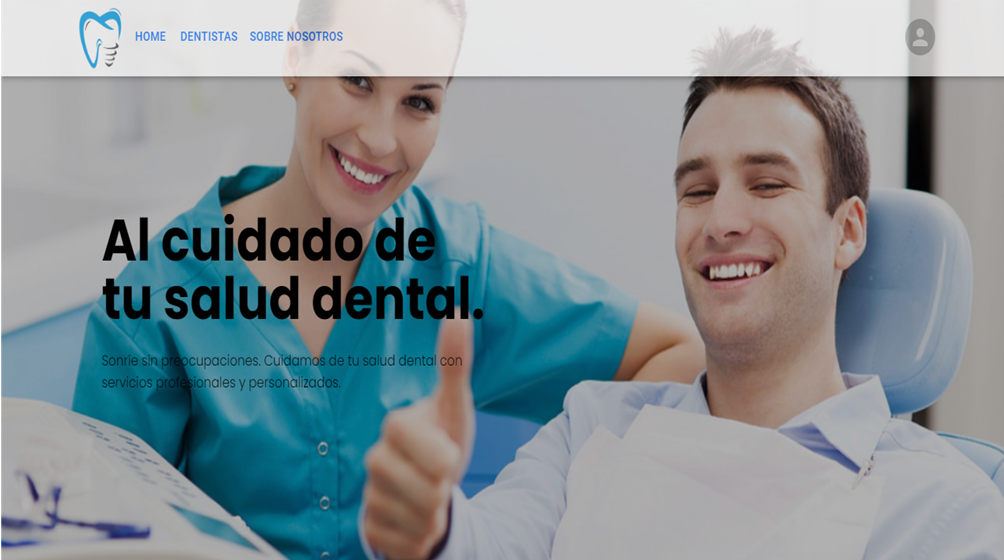 HOME DENTISTAS SOBRE NOSOTROS
Al cuidado de
tu salud dental.
Sonríe sin preocupaciones. Cuidamos de tu salud dental con
servicios profesionales y personalizados.